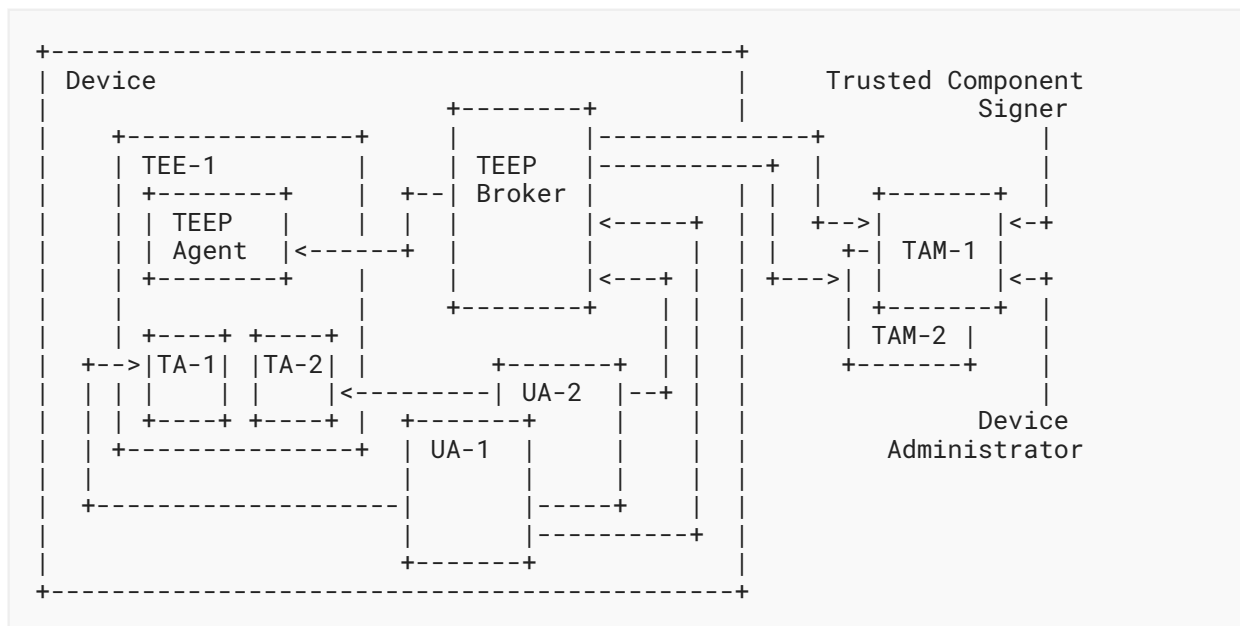 Device
Trusted Component
Signer
TEE-1
TEEP
Broker
TEEP
Agent
TAM-1
TAM-2
TA-1
TA-2
UA-2
UA-1
Device
Administrator